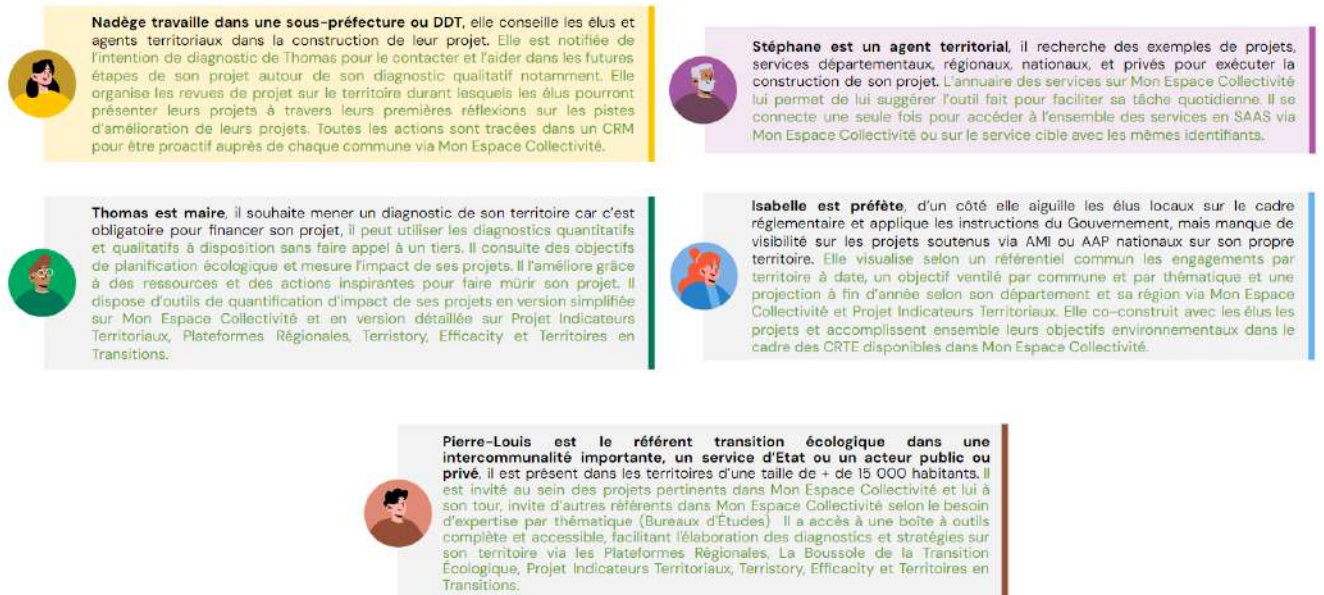 Nadège travaille dans une sous-préfecture ou DDT, elle conseille les élus et
agents territoriaux dans la construction de leur projet. Elle est notifiée de
l'intention de diagnostic de Thomas pour le contacter et l'aider dans les futures
étapes de son projet autour de son diagnostic qualitatif notamment. Elle
organise les revues de projet sur le territoire durant lesquels les élus pourront
présenter leurs projets à travers leurs premières réflexions sur les pistes
d'amélioration de leurs projets. Toutes les actions sont tracées dans un CRM
pour être proactif auprès de chaque commune via Mon Espace Collectivité.
Stéphane est un agent territorial, il recherche des exemples de projets,
services départementaux, régionaux, nationaux, et privés pour exécuter la
construction de son projet. L'annuaire des services sur Mon Espace Collectivité
lui permet de lui suggérer l'outil fait pour faciliter sa tâche quotidienne. Il se
connecte une seule fois pour accéder à l'ensemble des services en SAAS via
Mon Espace Collectivité ou sur le service cible avec les mêmes identifiants.
Thomas est maire, il souhaite mener un diagnostic de son territoire car c'est
obligatoire pour financer son projet, il peut utiliser les diagnostics quantitatifs
et qualitatifs à disposition sans faire appel à un tiers. Il consulte des objectifs
de planification écologique et mesure l'impact de ses projets. Il l'améliore grâce
à des ressources et des actions inspirantes pour faire mûrir son projet. Il
dispose d'outils de quantification d'impact de ses projets en version simplifiée
sur Mon Espace Collectivité et en version détaillée sur Projet Indicateurs
Territoriaux, Plateformes Régionales, Terristory, Efficacity et Territoires en
Transitions.
Isabelle est préfète, d'un côté elle aiguille les élus locaux sur le cadre
réglementaire et applique les instructions du Gouvernement, mais manque de
visibilité sur les projets soutenus via AMI ou AAP nationaux sur son propre
territoire. Elle visualise selon un référentiel commun les engagements par
territoire à date, un objectif ventilé par commune et par thématique et une
projection à fin d'année selon son département et sa région via Mon Espace
Collectivité et Projet Indicateurs Territoriaux. Elle co-construit avec les élus les
projets et accomplissent ensemble leurs objectifs environnementaux dans le
cadre des CRTE disponibles dans Mon Espace Collectivité.
Pierre-Louis est le référent transition écologique dans une
intercommunalité importante, un service d'Etat ou un acteur public ou
privé, il est présent dans les territoires d'une taille de + de 15 000 habitants. Il
est invité au sein des projets pertinents dans Mon Espace Collectivité et lui à
son tour, invite d'autres référents dans Mon Espace Collectivité selon le besoin
d'expertise par thématique (Bureaux d'Études) Il a accès à une boîte à outils
complète et accessible, facilitant l'élaboration des diagnostics et stratégies sur
son territoire via les Plateformes Régionales, La Boussole de la Transition
Écologique, Projet Indicateurs Territoriaux, Terristory, Efficacity et Territoires en
Transitions.